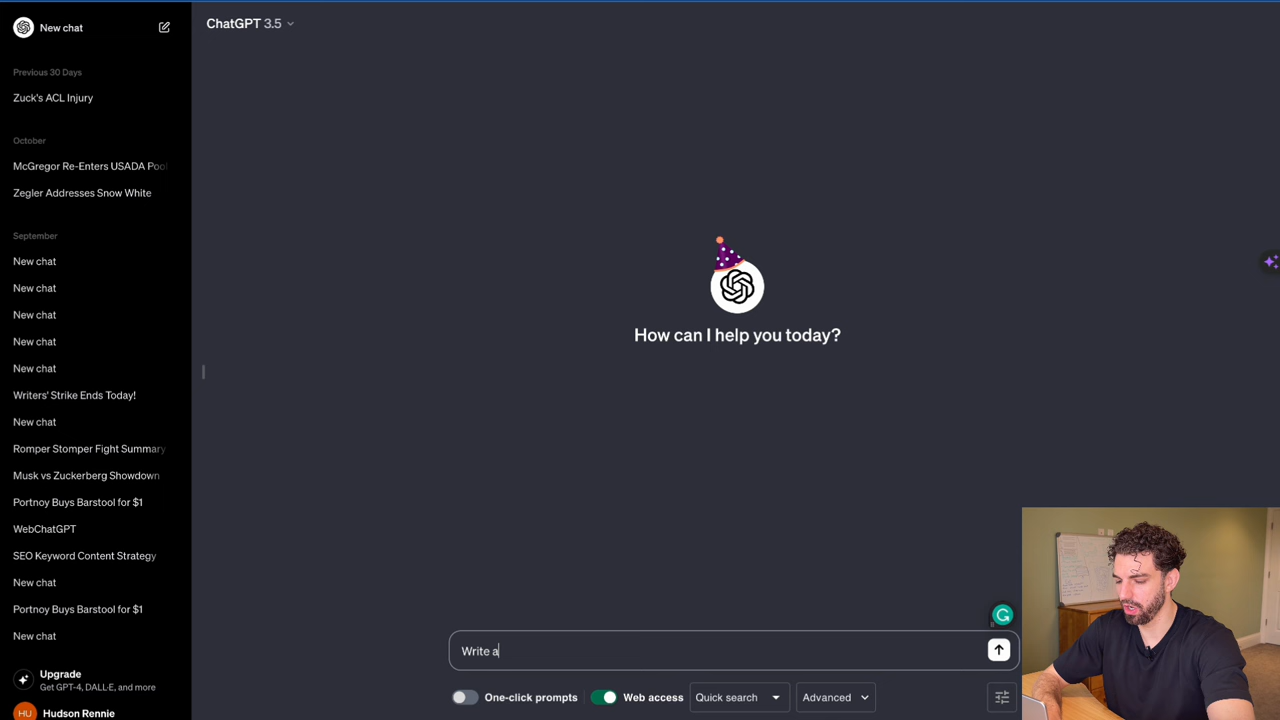 New chat
Previous 30 Days
Zuck's ACL Injury
October
McGregor Re-Enters USADA Poo
Zegler Addresses Snow White
September
New chat
New chat
New chat
New chat
New chat
Writers' Strike Ends Today!
New chat
Romper Stomper Fight Summary
Musk vs Zuckerberg Showdown
Portnoy Buys Barstool for $1
WebChatGPT
SEO Keyword Content Strategy
New chat
Portnoy Buys Barstool for $1
New chat
Upgrade
Get GPT-4, DALL·E, and more
HU Hudson Rennie
ChatGPT 3.5
How can I help you today?
Write a
One-click prompts Web access Quick search Advanced